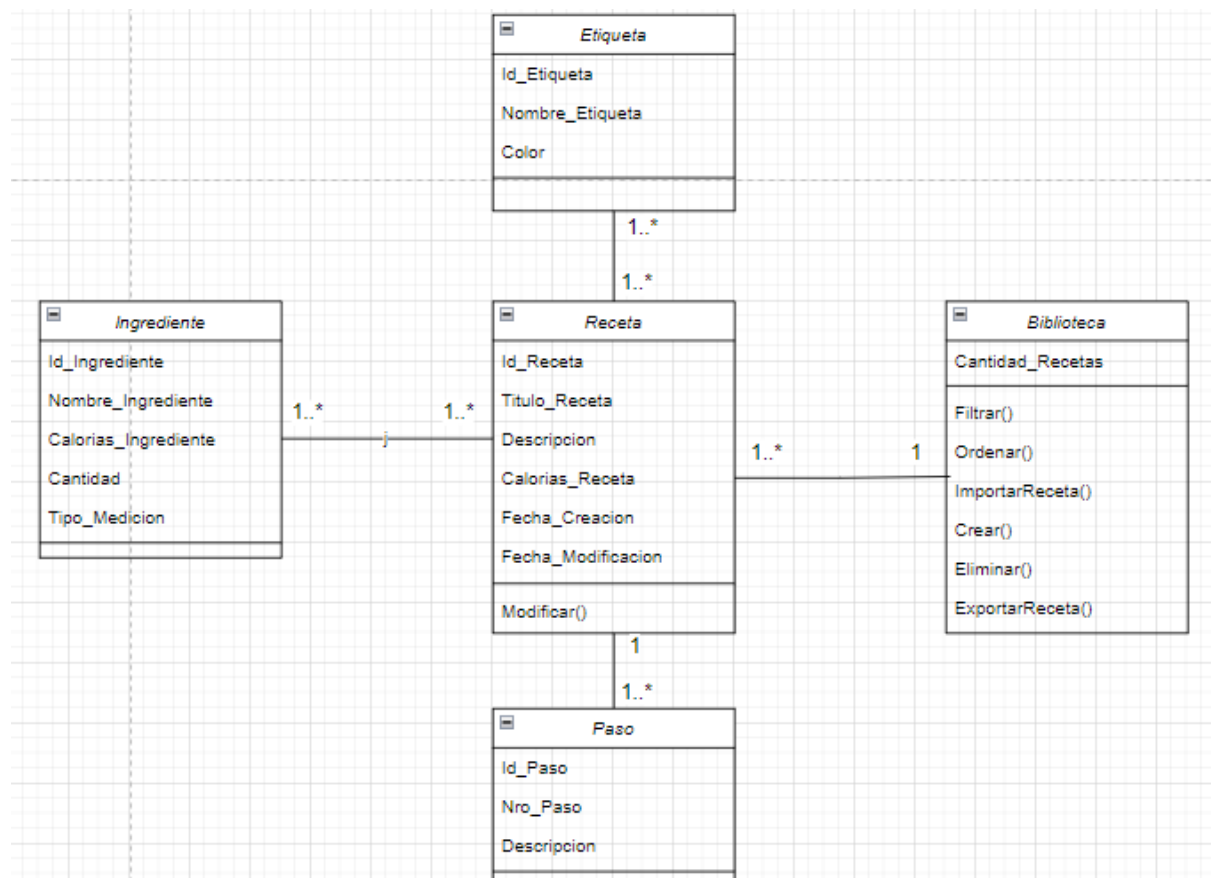 Etiqueta
Id_Etiqueta
Nombre_Etiqueta
Color
1..*
1..*
Ingrediente
Id_Ingrediente
Nombre_Ingrediente
Calorias_Ingrediente
Cantidad
Tipo_Medicion
1..*
j
1..*
Receta
Id_Receta
Titulo_Receta
Descripcion
Calorias_Receta
Fecha_Creacion
Fecha_Modificacion
Modificar()
1..*
1
Biblioteca
Cantidad_Recetas
Filtrar()
Ordenar()
ImportarReceta()
Crear()
Eliminar()
ExportarReceta()
1
1..*
Paso
Id_Paso
Nro_Paso
Descripcion